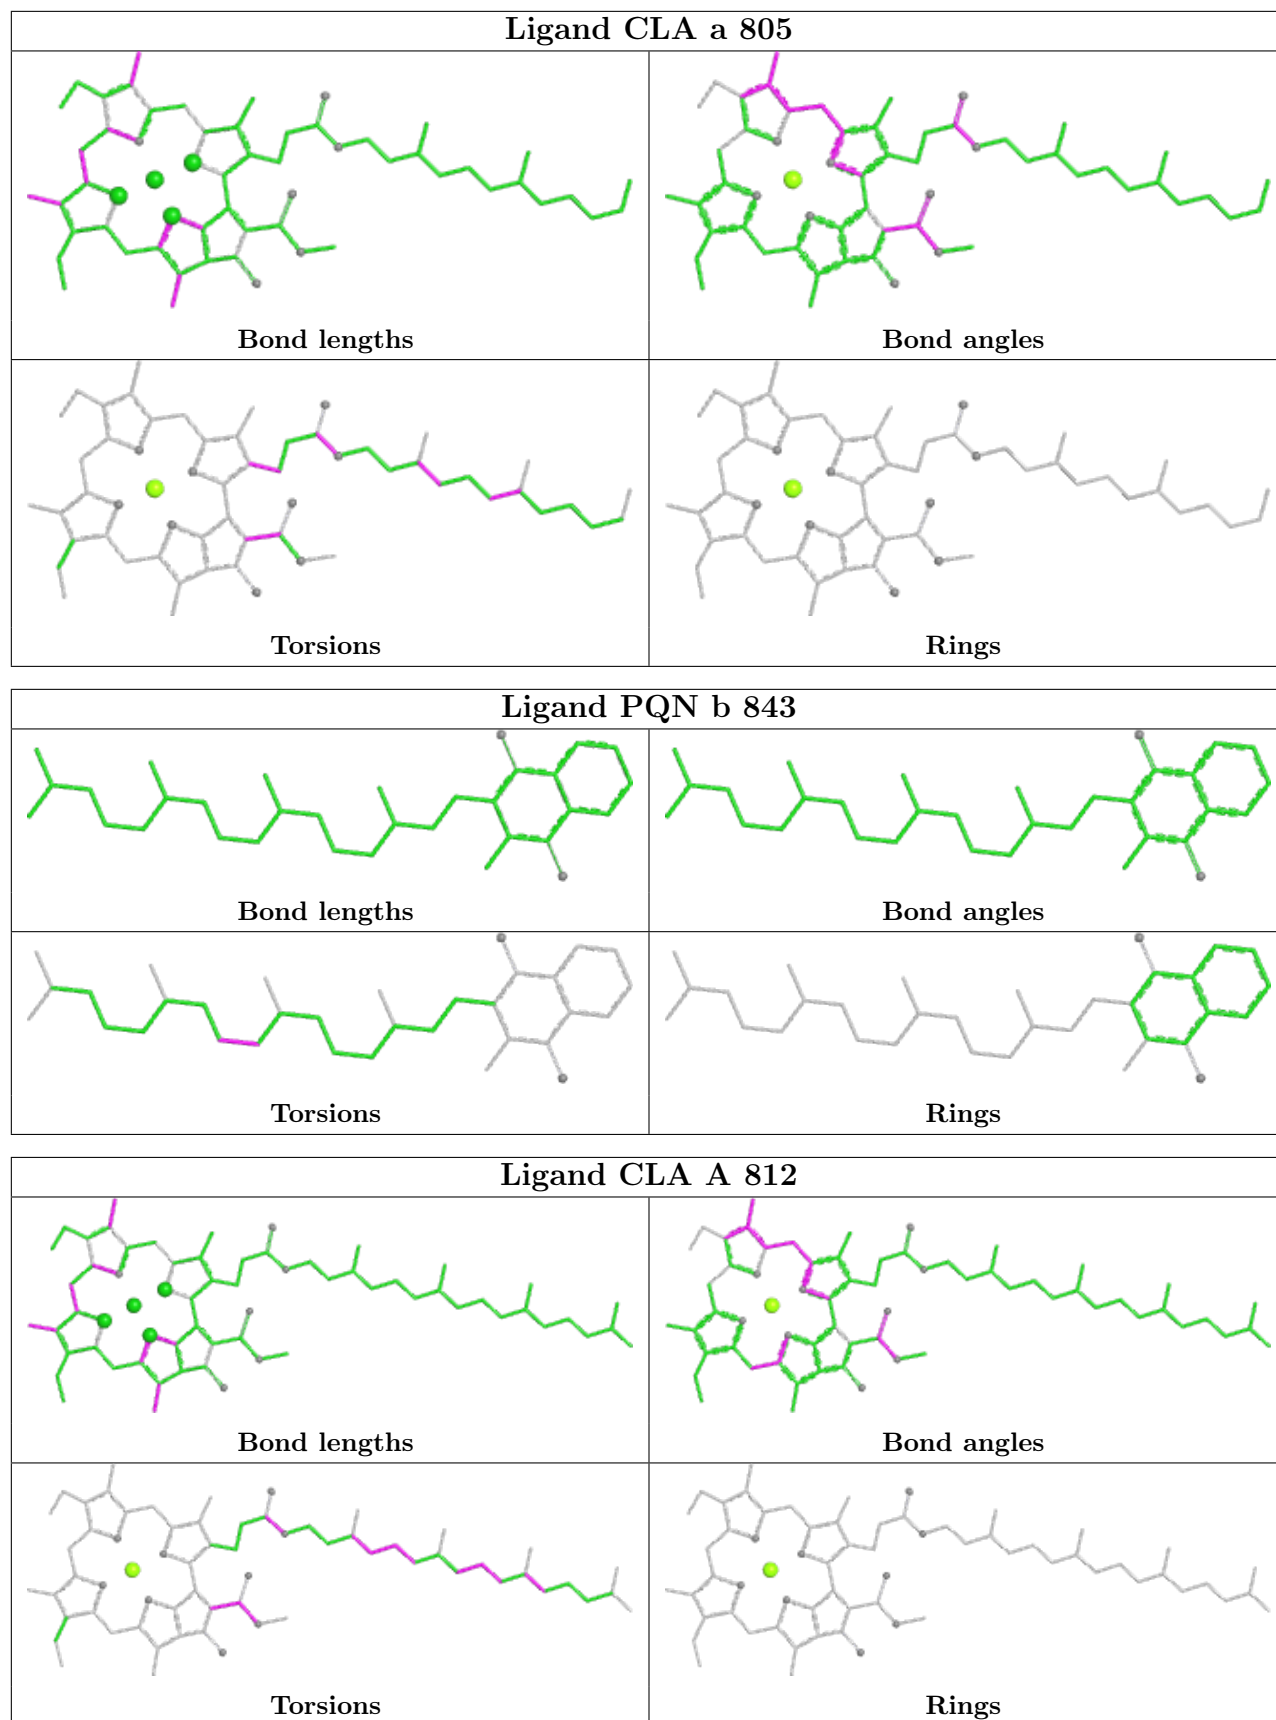 Ligand CLA a 805
Bond lengths
Bond angles
Torsions
Rings
Ligand PQN b 843
Bond lengths
Bond angles
Torsions
Rings
Ligand CLA A 812
Bond lengths
Bond angles
Torsions
Rings